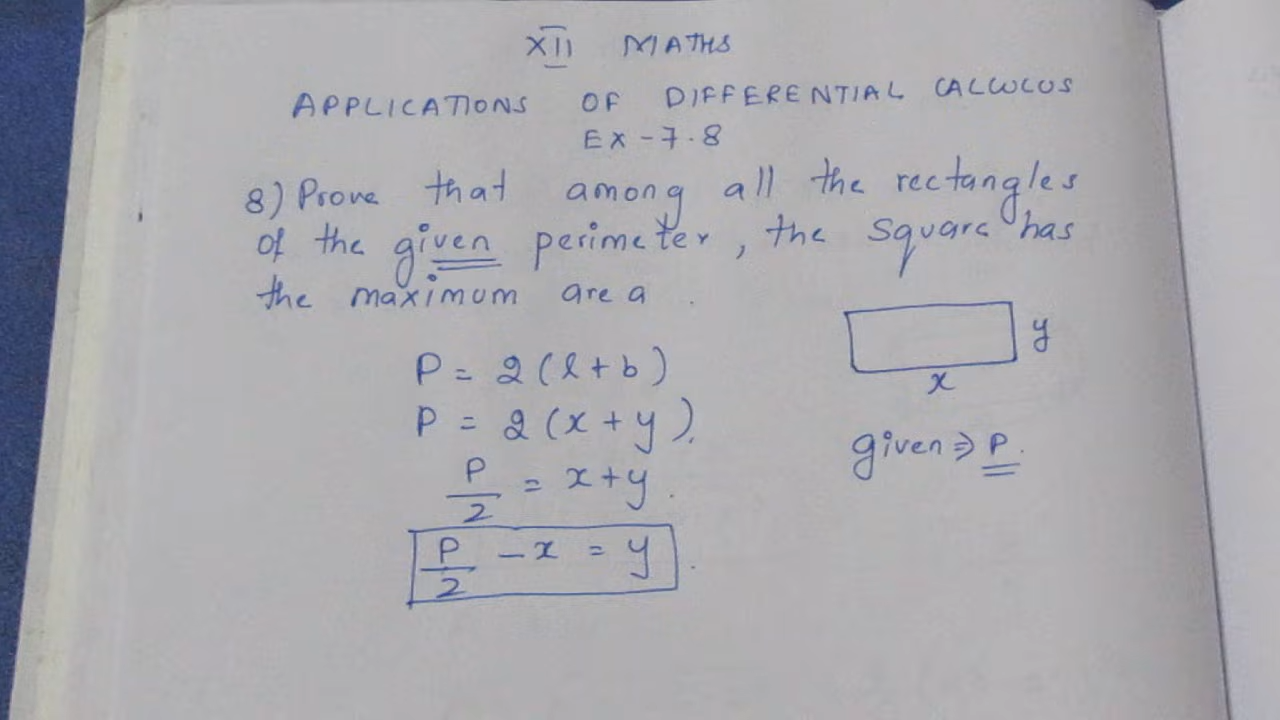 XII MATHS
APPLICATIONS OF DIFFERENTIAL CALCULUS
EX-7.8
8) Prove that among all the rectangles
of the given perimeter, the square has
the maximum area.
P = 2(l+b)
P = 2(x+y).
P/2 = x+y.
P/2 - x = y.
y
x
given ⇒ P.